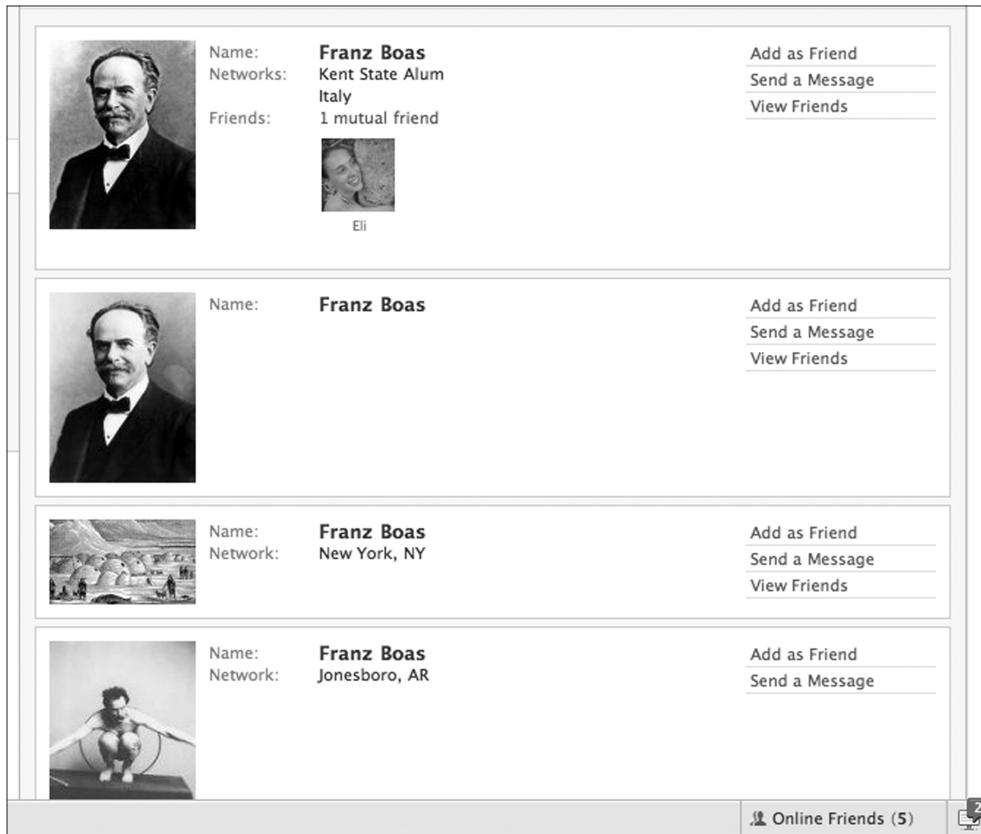 Name: Franz Boas Add as Friend
Networks: Kent State Alum Send a Message
Italy View Friends
Friends: 1 mutual friend
Eli
Name: Franz Boas Add as Friend
Send a Message
View Friends
Name: Franz Boas Add as Friend
Network: New York, NY Send a Message
View Friends
Name: Franz Boas Add as Friend
Network: Jonesboro, AR Send a Message
Online Friends (5)
2